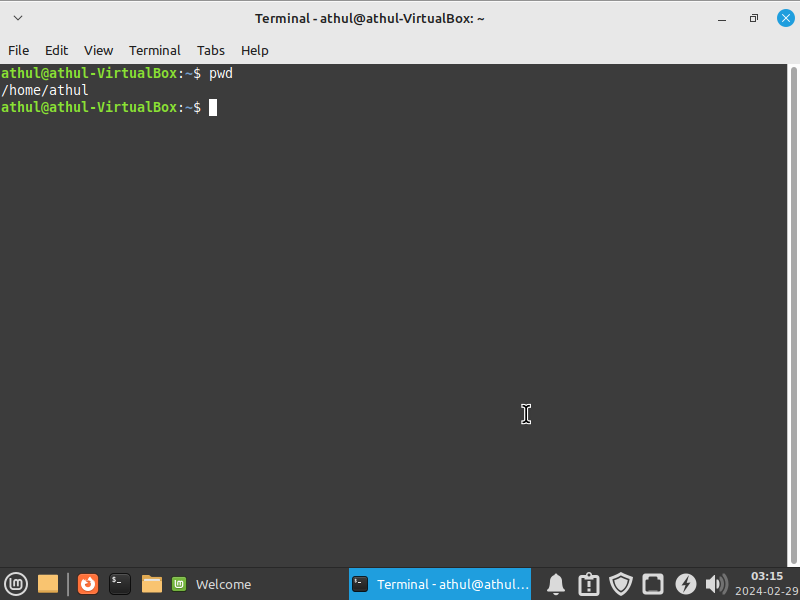 Terminal - athul@athul-VirtualBox: ~
File Edit View Terminal Tabs Help
athul@athul-VirtualBox:~$ pwd
/home/athul
athul@athul-VirtualBox:~$
Welcome
Terminal - athul@athul...
03:15
2024-02-29